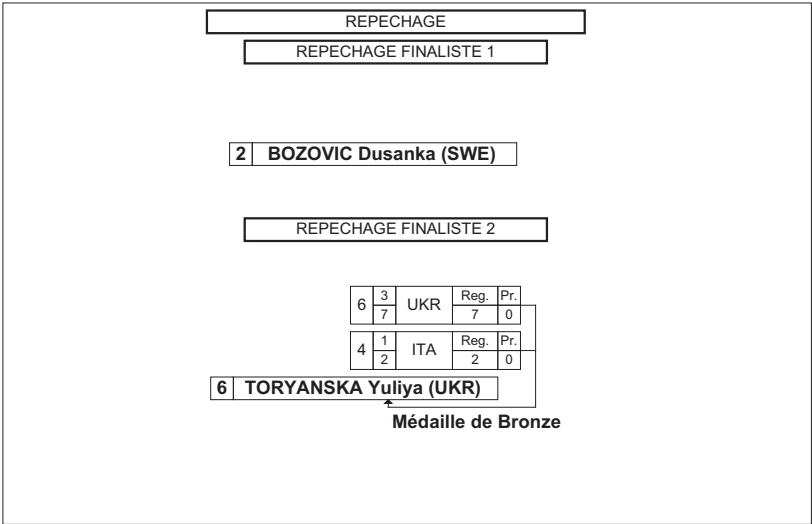 REPECHAGE
REPECHAGE FINALISTE 1
2 BOZOVIC Dusanka (SWE)
REPECHAGE FINALISTE 2
6 3 UKR Reg. Pr.
7 7 0
4 1 ITA Reg. Pr.
2 2 0
6 TORYANSKA Yuliya (UKR)
Médaille de Bronze